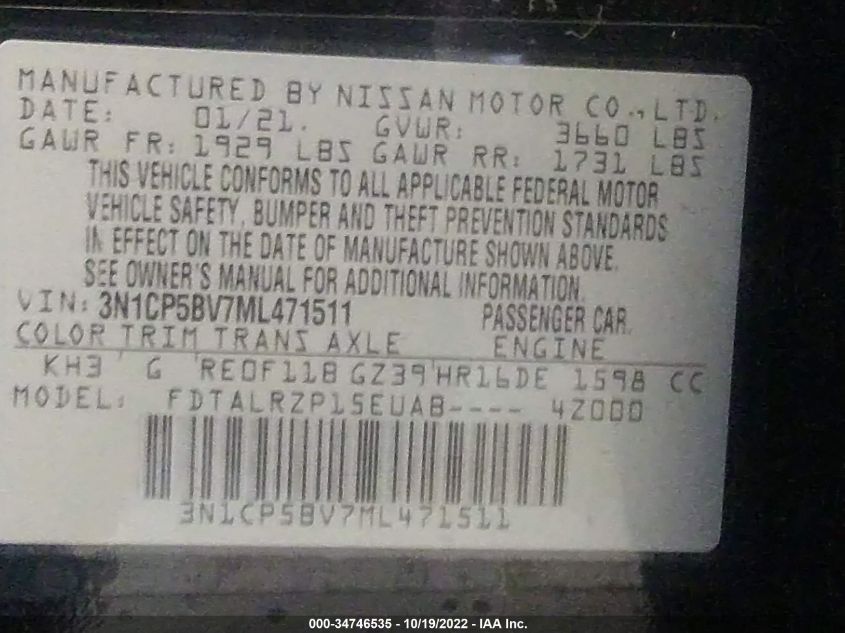 MANUFACTURED BY NISSAN MOTOR CO., LTD.
DATE: 01/21. GVWR: 3660 LBS
GAWR FR: 1929 LBS GAWR RR: 1731 LBS
THIS VEHICLE CONFORMS TO ALL APPLICABLE FEDERAL MOTOR
VEHICLE SAFETY, BUMPER AND THEFT PREVENTION STANDARDS
IN EFFECT ON THE DATE OF MANUFACTURE SHOWN ABOVE.
SEE OWNER'S MANUAL FOR ADDITIONAL INFORMATION.
VIN: 3N1CP5BV7ML471511 PASSENGER CAR.
COLOR TRIM TRANS AXLE ENGINE
KH3 G RE0F11B GZ39 HR16DE 1598 CC
MODEL: FDTALRZP15EUAB---- 4Z000
3N1CP5BV7ML471511
000-34746535 - 10/19/2022 - IAA Inc.